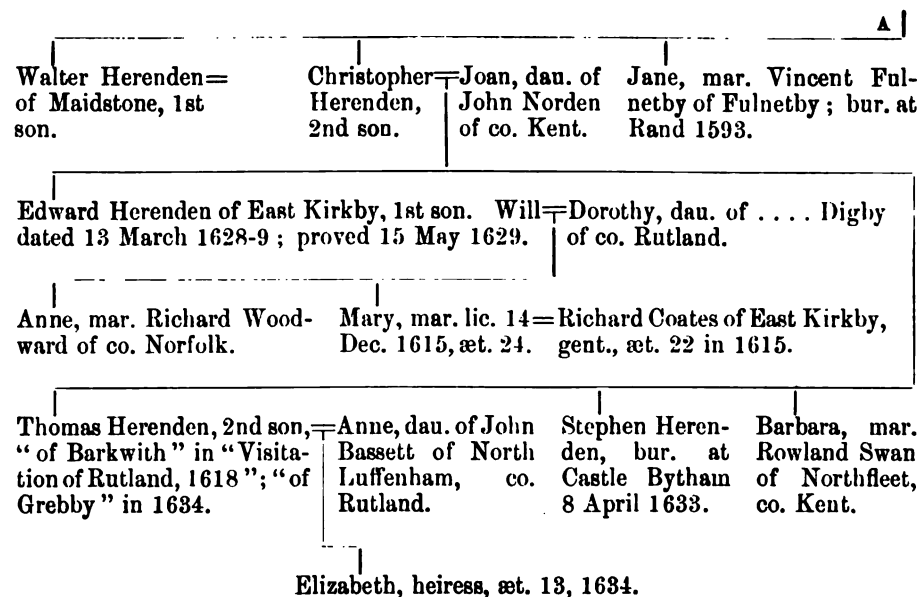 A
Walter Herenden=
of Maidstone, 1st
son.
Christopher=
Herenden,
2nd son.
Joan, dau. of
John Norden
of co. Kent.
Jane, mar. Vincent Ful-
netby of Fulnetby ; bur. at
Rand 1593.
Edward Herenden of East Kirkby, 1st son. Will=
dated 13 March 1628-9 ; proved 15 May 1629.
Dorothy, dau. of .... Digby
of co. Rutland.
Anne, mar. Richard Wood-
ward of co. Norfolk.
Mary, mar. lic. 14=
Dec. 1615, æt. 24.
Richard Coates of East Kirkby,
gent., æt. 22 in 1615.
Thomas Herenden, 2nd son,=
“ of Barkwith ” in “ Visita-
tion of Rutland, 1618 ”; “ of
Grebby ” in 1634.
Anne, dau. of John
Bassett of North
Luffenham, co.
Rutland.
Stephen Heren-
den, bur. at
Castle Bytham
8 April 1633.
Barbara, mar.
Rowland Swan
of Northfleet,
co. Kent.
Elizabeth, heiress, æt. 13, 1634.